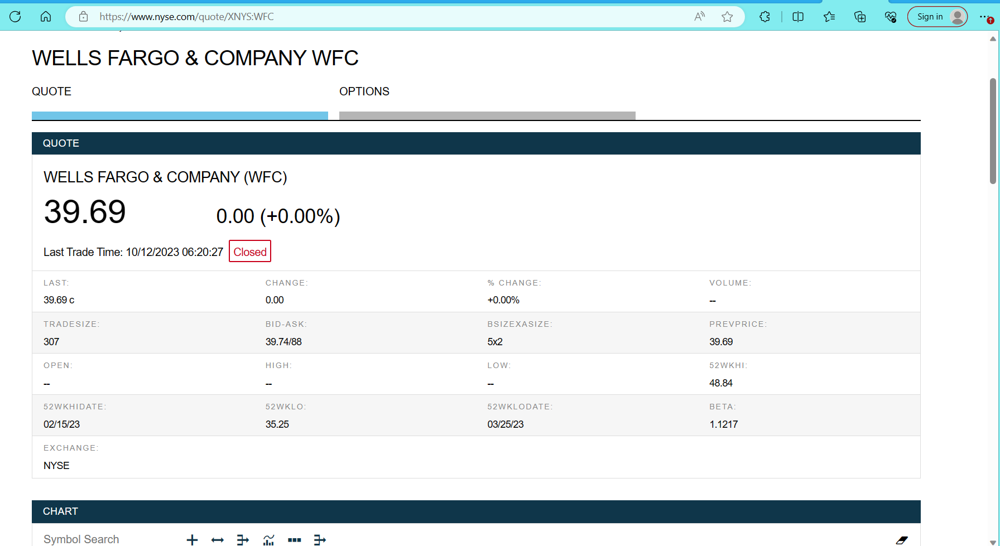 https://www.nyse.com/quote/XNYS:WFC
Sign in
WELLS FARGO & COMPANY WFC
QUOTE OPTIONS
QUOTE
WELLS FARGO & COMPANY (WFC)
39.69 0.00 (+0.00%)
Last Trade Time: 10/12/2023 06:20:27 Closed
LAST: CHANGE: % CHANGE: VOLUME:
39.69 c 0.00 +0.00% --
TRADESIZE: BID-ASK: BSIZEXASIZE: PREVPRICE:
307 39.74/88 5x2 39.69
OPEN: HIGH: LOW: 52WKHI:
-- -- -- 48.84
52WKHIDATE: 52WKLO: 52WKLODATE: BETA:
02/15/23 35.25 03/25/23 1.1217
EXCHANGE:
NYSE
CHART
Symbol Search